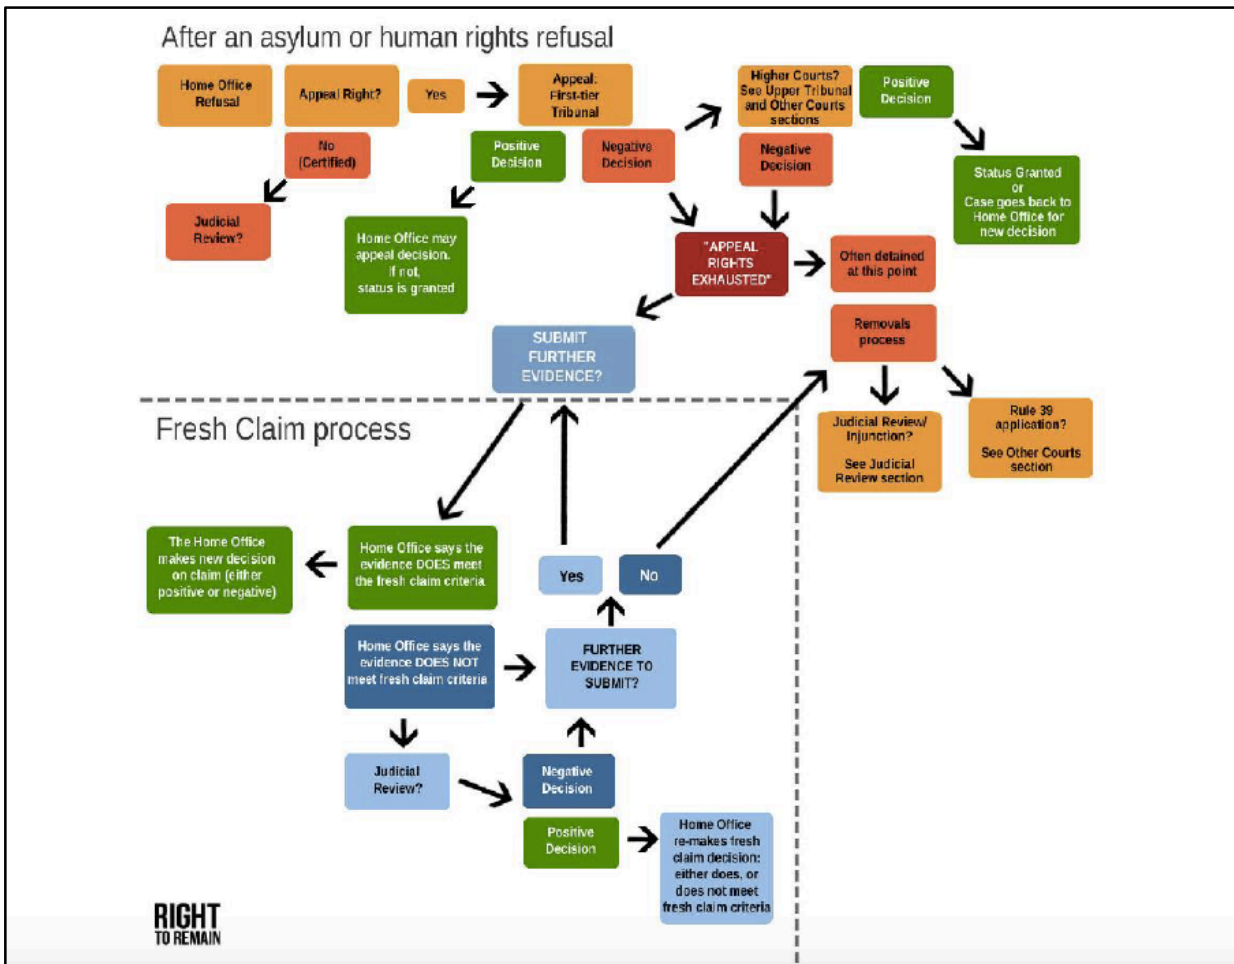 After an asylum or human rights refusal
Home Office
Refusal
Appeal Right?
Yes
Appeal:
First-tier
Tribunal
Higher Courts?
See Upper Tribunal
and Other Courts
sections
Positive
Decision
No
(Certified)
Positive
Decision
Negative
Decision
Negative
Decision
Status Granted
or
Case goes back to
Home Office for
new decision
Judicial
Review?
Home Office may
appeal decision.
if not,
status is granted
"APPEAL
RIGHTS
EXHAUSTED"
Often detained
at this point
SUBMIT
FURTHER
EVIDENCE?
Removals
process
Judicial Review/
Injunction?
See Judicial
Review section
Rule 39
application?
See Other Courts
section
Fresh Claim process
The Home Office
makes new decision
on claim (either
positive or negative)
Home Office says the
evidence DOES meet
the fresh claim criteria
Yes
No
Home Office says the
evidence DOES NOT
meet fresh claim criteria
FURTHER
EVIDENCE TO
SUBMIT?
Judicial
Review?
Negative
Decision
Positive
Decision
Home Office
re-makes fresh
claim decision:
either does, or
does not meet
fresh claim criteria
RIGHT
TO REMAIN